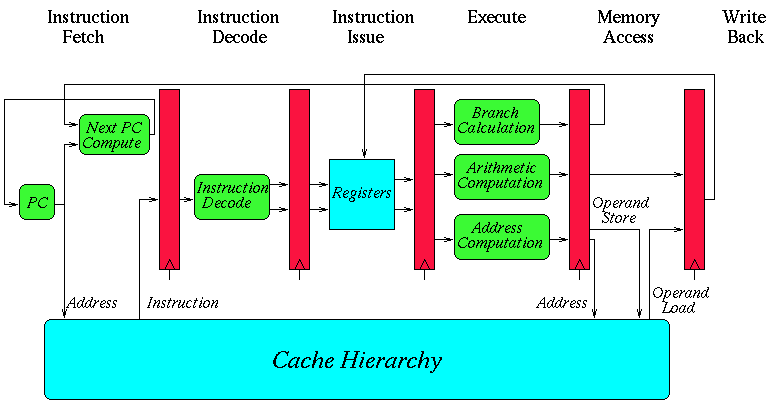 Instruction
Fetch
Instruction
Decode
Instruction
Issue
Execute
Memory
Access
Write
Back
Next PC
Compute
PC
Instruction
Decode
Registers
Branch
Calculation
Arithmetic
Computation
Address
Computation
Operand
Store
Address
Instruction
Address
Operand
Load
Cache Hierarchy